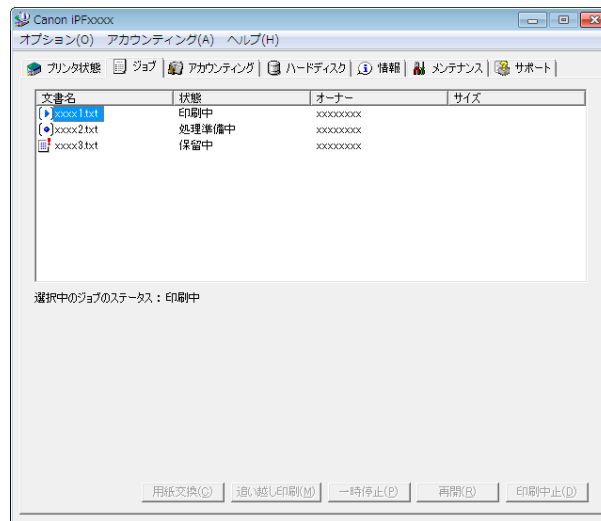 Canon iPFxxxx
オプション(O) アカウンティング(A) ヘルプ(H)
プリンタ状態 ジョブ アカウンティング ハードディスク 情報 メンテナンス サポート
文書名 状態 オーナー サイズ
xxxx1.txt 印刷中 xxxxxxxx
xxxx2.txt 処理準備中 xxxxxxxx
xxxx3.txt 保留中 xxxxxxxx
選択中のジョブのステータス : 印刷中
用紙交換(C) 追い越し印刷(M) 一時停止(P) 再開(R) 印刷中止(D)